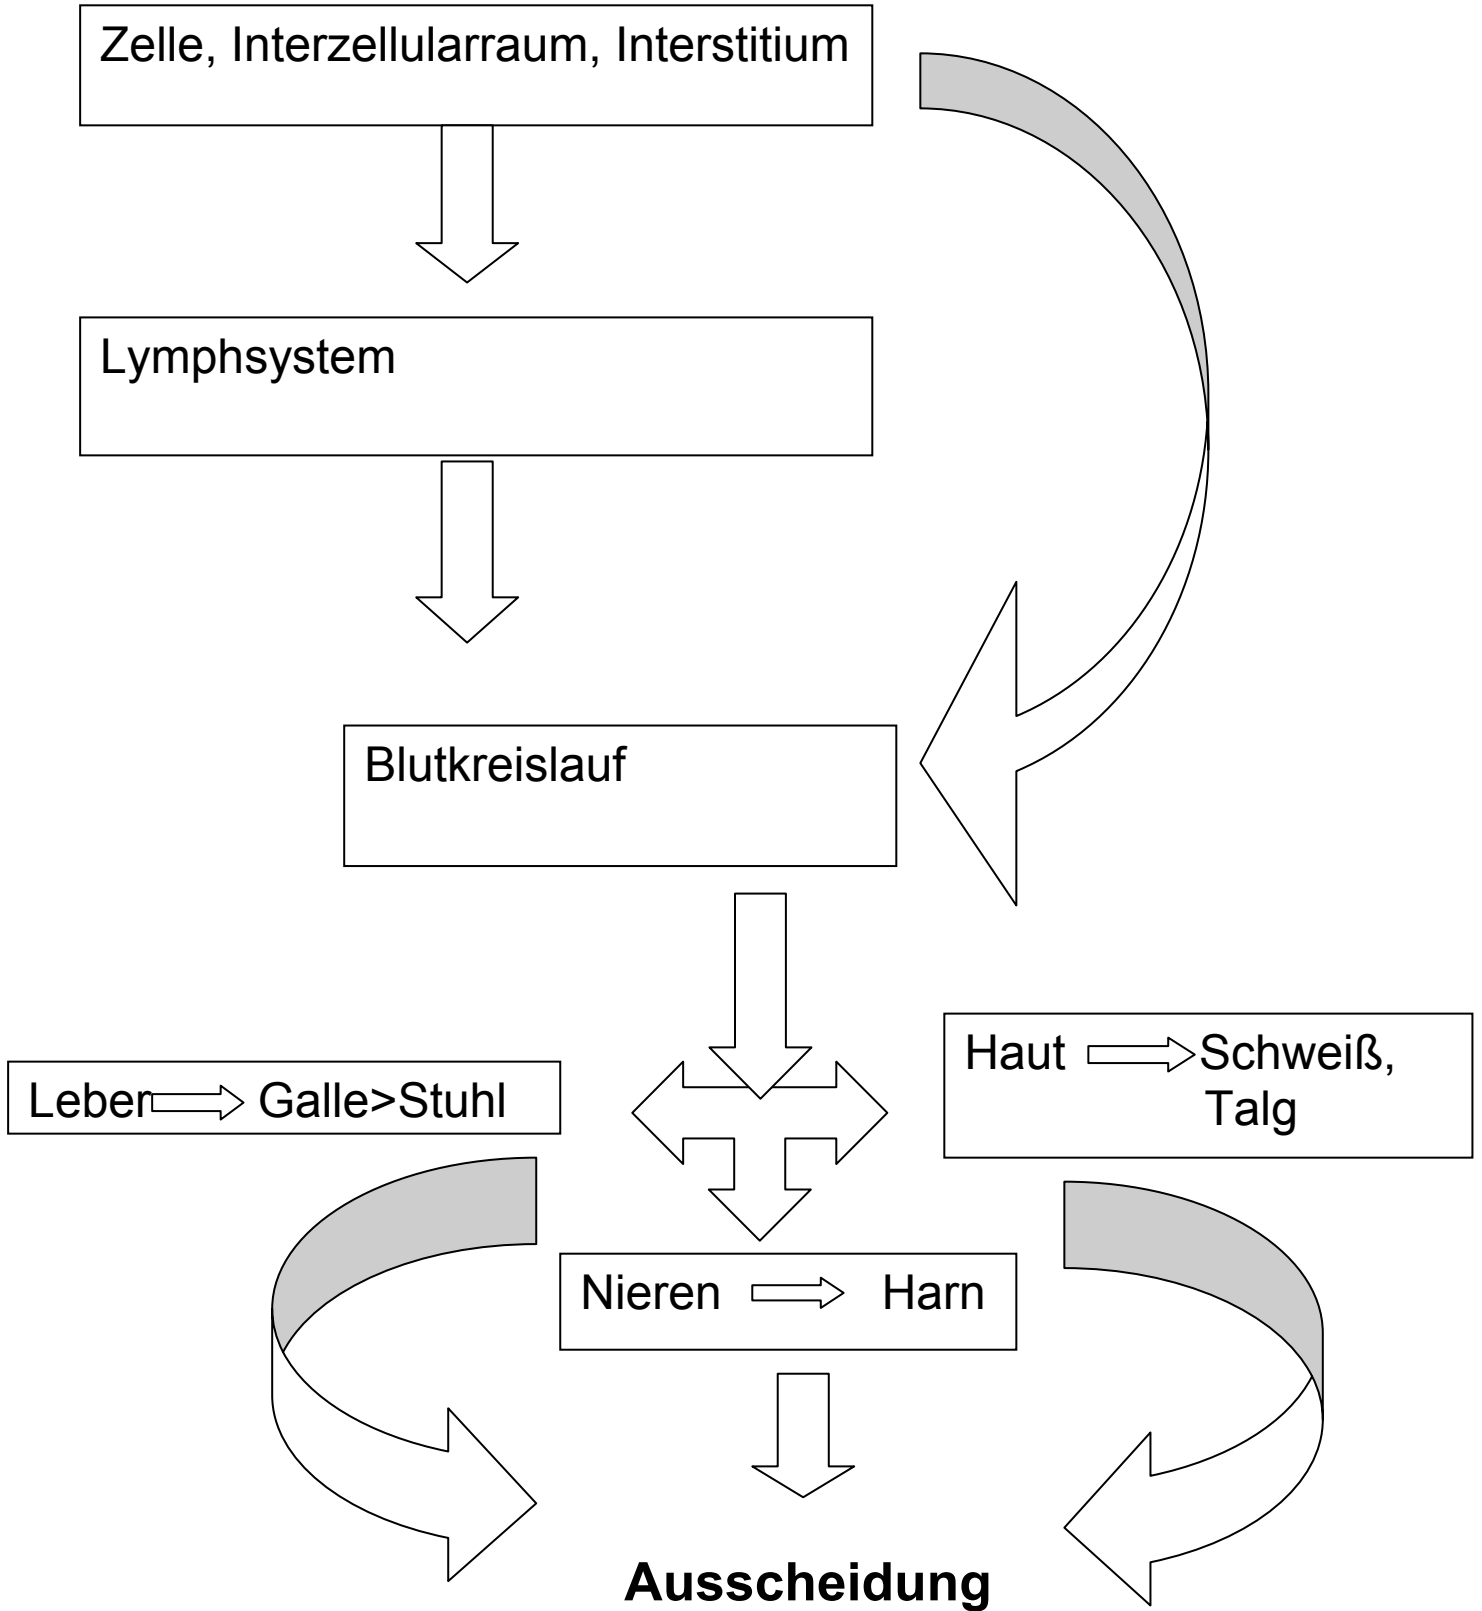 Zelle, Interzellularraum, Interstitium
Lymphsystem
Blutkreislauf
Leber Galle>Stuhl
Haut Schweiß,
Talg
Nieren Harn
Ausscheidung